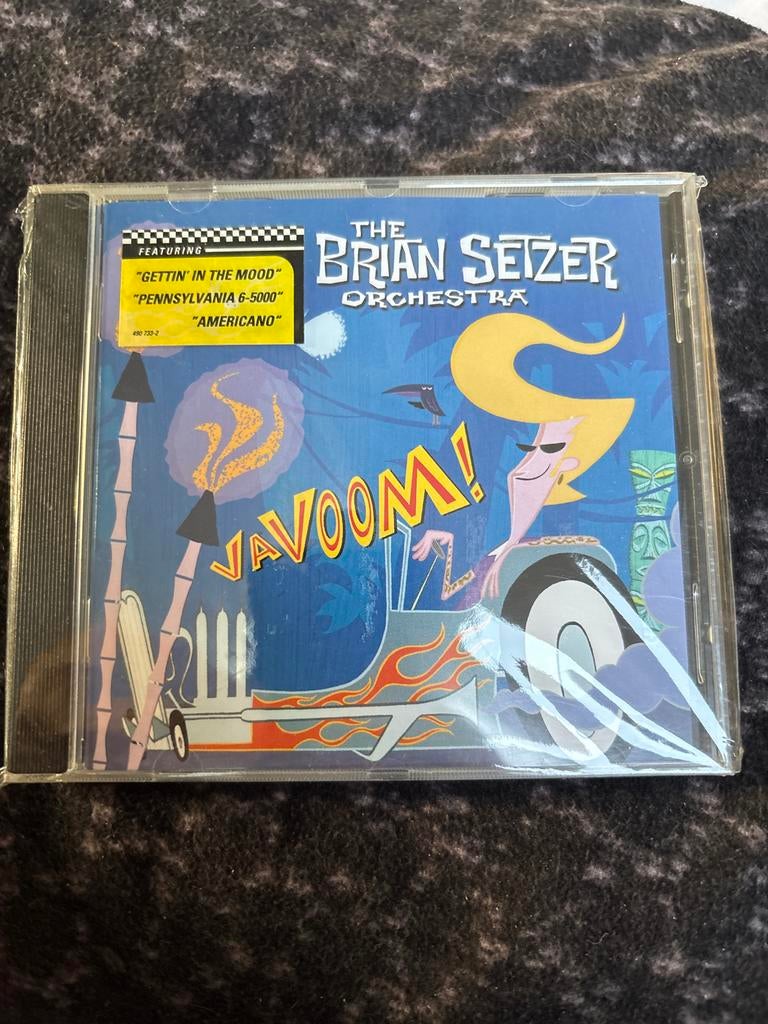 FEATURING
"GETTIN' IN THE MOOD"
"PENNSYLVANIA 6-5000"
"AMERICANO"
490 733-2
THE
BRIAN SETZER
ORCHESTRA
VAVOOM!